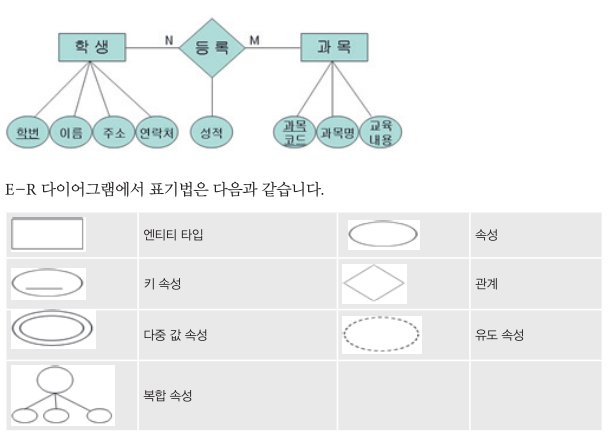 학생 N 등록 M 과목
학번 이름 주소 연락처 성적 과목 코드 과목명 교육 내용
E-R 다이어그램에서 표기법은 다음과 같습니다.
엔티티 타입 속성
키 속성 관계
다중 값 속성 유도 속성
복합 속성